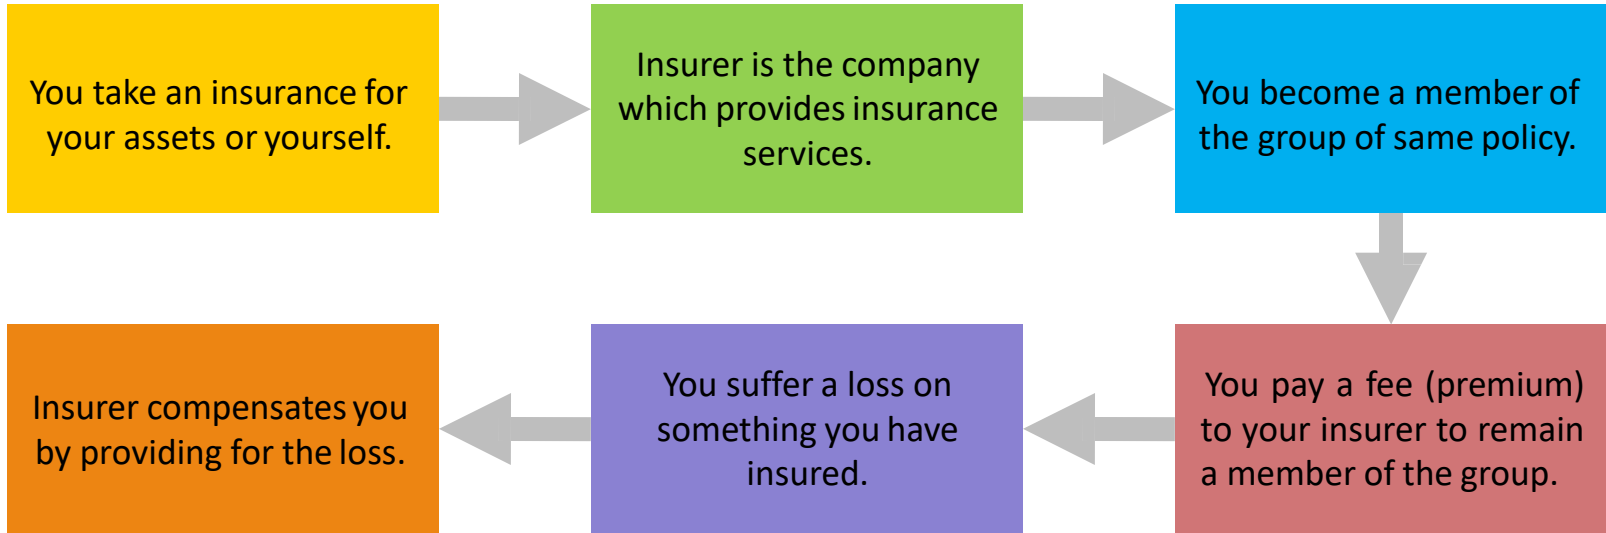 You take an insurance for
your assets or yourself.
Insurer is the company
which provides insurance
services.
You become a member of
the group of same policy.
You pay a fee (premium)
to your insurer to remain
a member of the group.
You suffer a loss on
something you have
insured.
Insurer compensates you
by providing for the loss.